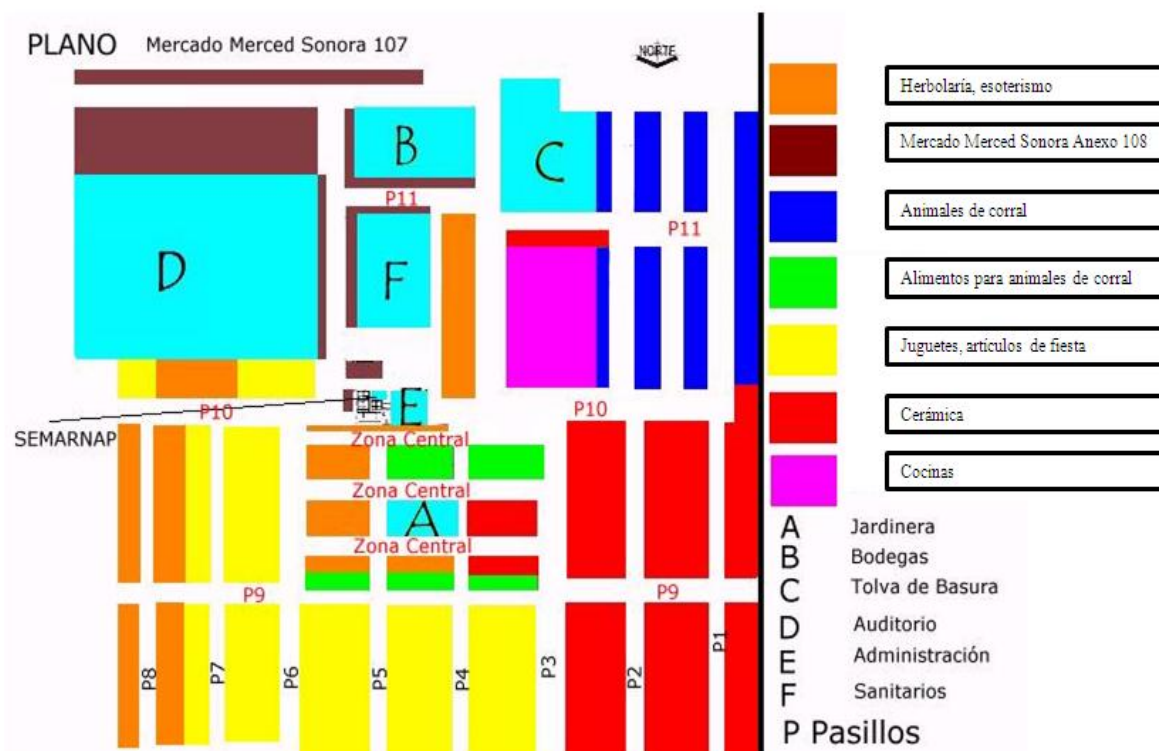 PLANO Mercado Merced Sonora 107
NORTE
B
C
P11
P11
D
F
P10
E
P10
SEMARNAP
Zona Central
Zona Central
A
Zona Central
P9
P9
P8
P7
P6
P5
P4
P3
P2
P1
Herbolaría, esoterismo
Mercado Merced Sonora Anexo 108
Animales de corral
Alimentos para animales de corral
Juguetes, artículos de fiesta
Cerámica
Cocinas
A Jardinera
B Bodegas
C Tolva de Basura
D Auditorio
E Administración
F Sanitarios
P Pasillos